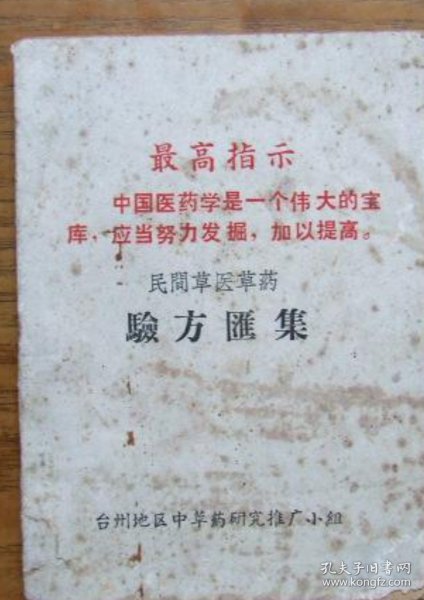 最高指示
中国医药学是一个伟大的宝
库，应当努力发掘，加以提高。
民間草医草药
驗方匯集
台州地区中草药研究推广小组
孔夫子旧书网
www.kongfz.com